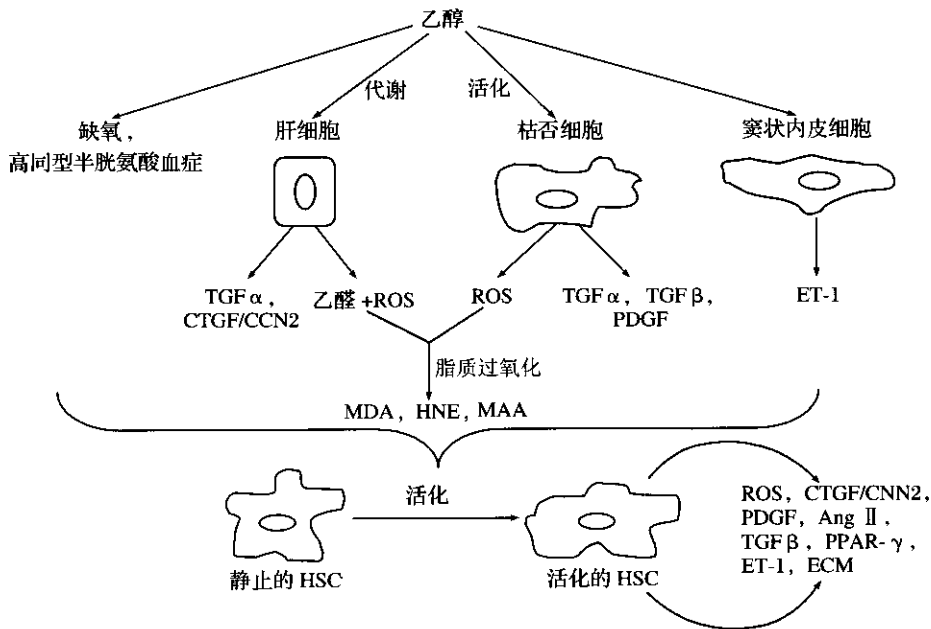 乙醇
代谢
活化
缺氧，
高同型半胱氨酸血症
肝细胞
枯否细胞
窦状内皮细胞
TGFα，
CTGF/CCN2
乙醛+ROS
ROS
TGFα，TGFβ，
PDGF
ET-1
脂质过氧化
MDA，HNE，MAA
活化
静止的 HSC
活化的 HSC
ROS，CTGF/CNN2，
PDGF，Ang Ⅱ，
TGFβ，PPAR-γ，
ET-1，ECM